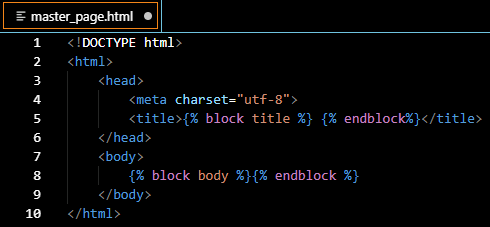 master_page.html
1 <!DOCTYPE html>
2 <html>
3 <head>
4 <meta charset="utf-8">
5 <title>{% block title %} {% endblock%}</title>
6 </head>
7 <body>
8 {% block body %}{% endblock %}
9 </body>
10 </html>